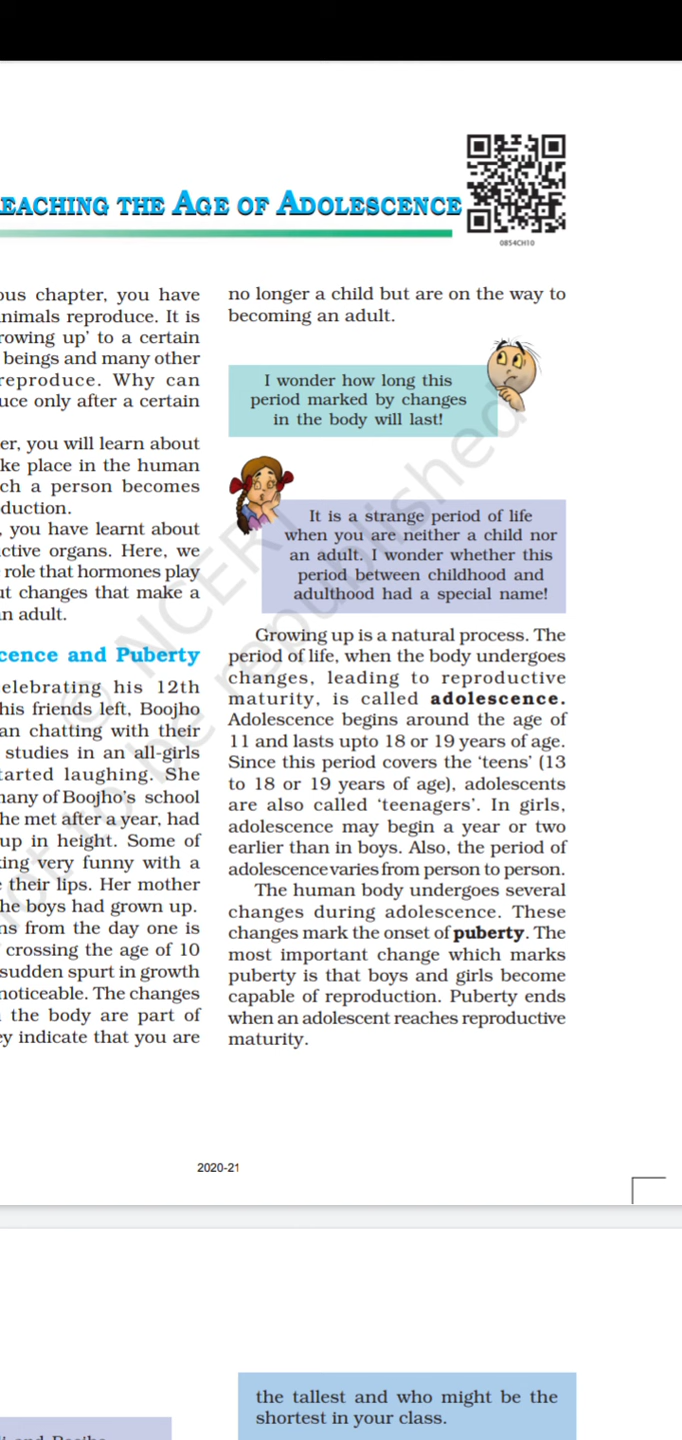 EACHING THE AGE OF ADOLESCENCE
0854CH10
ous chapter, you have
nimals reproduce. It is
rowing up' to a certain
beings and many other
reproduce. Why can
uce only after a certain
er, you will learn about
ke place in the human
ch a person becomes
duction.
, you have learnt about
ctive organs. Here, we
role that hormones play
ut changes that make a
n adult.
cence and Puberty
elebrating his 12th
his friends left, Boojho
an chatting with their
studies in an all-girls
tarted laughing. She
many of Boojho's school
he met after a year, had
up in height. Some of
king very funny with a
their lips. Her mother
he boys had grown up.
ns from the day one is
crossing the age of 10
sudden spurt in growth
noticeable. The changes
the body are part of
ey indicate that you are
no longer a child but are on the way to
becoming an adult.
I wonder how long this
period marked by changes
in the body will last!
It is a strange period of life
when you are neither a child nor
an adult. I wonder whether this
period between childhood and
adulthood had a special name!
Growing up is a natural process. The
period of life, when the body undergoes
changes, leading to reproductive
maturity, is called adolescence.
Adolescence begins around the age of
11 and lasts upto 18 or 19 years of age.
Since this period covers the 'teens' (13
to 18 or 19 years of age), adolescents
are also called 'teenagers'. In girls,
adolescence may begin a year or two
earlier than in boys. Also, the period of
adolescence varies from person to person.
The human body undergoes several
changes during adolescence. These
changes mark the onset of puberty. The
most important change which marks
puberty is that boys and girls become
capable of reproduction. Puberty ends
when an adolescent reaches reproductive
maturity.
© NCERT
not to be republished
2020-21
the tallest and who might be the
shortest in your class.